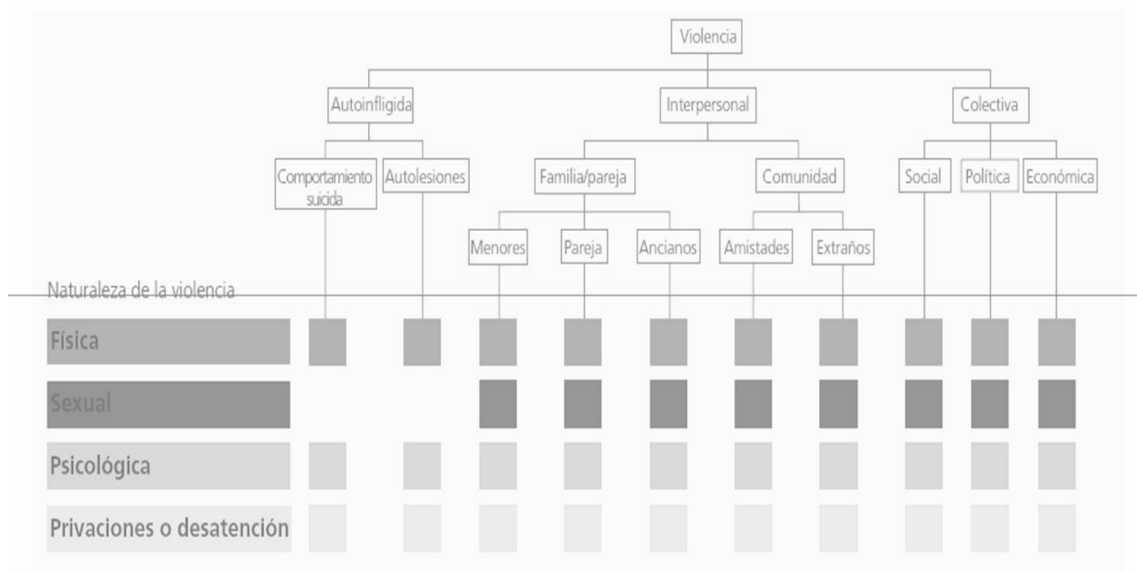 Violencia
Autoinfligida
Interpersonal
Colectiva
Comportamiento
suicida
Autolesiones
Familia/pareja
Comunidad
Social
Política
Económica
Menores
Pareja
Ancianos
Amistades
Extraños
Naturaleza de la violencia
Física
Sexual
Psicológica
Privaciones o desatención